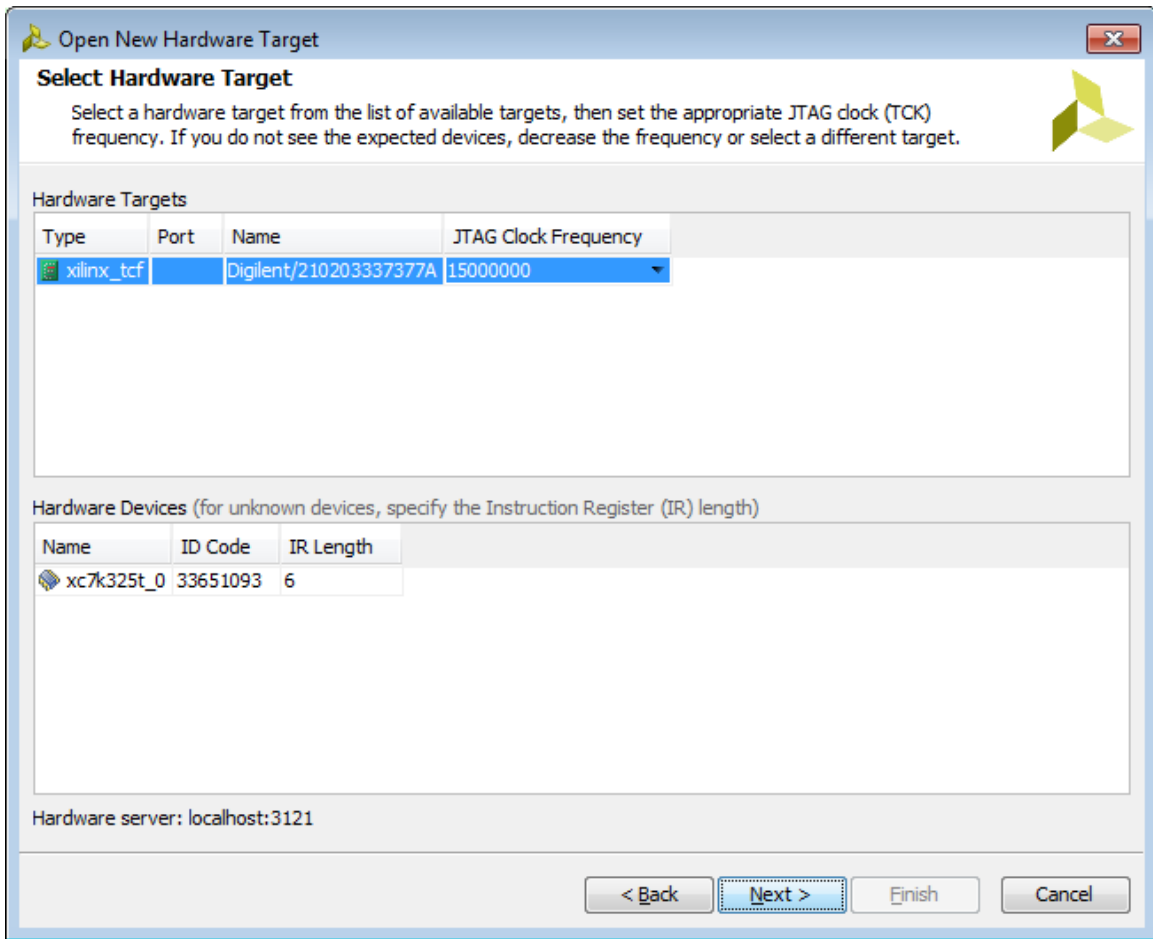 Open New Hardware Target
Select Hardware Target
Select a hardware target from the list of available targets, then set the appropriate JTAG clock (TCK)
frequency. If you do not see the expected devices, decrease the frequency or select a different target.
Hardware Targets
Type Port Name JTAG Clock Frequency
xilinx_tcf Digilent/210203337377A 15000000
Hardware Devices (for unknown devices, specify the Instruction Register (IR) length)
Name ID Code IR Length
xc7k325t_0 33651093 6
Hardware server: localhost:3121
< Back Next > Finish Cancel